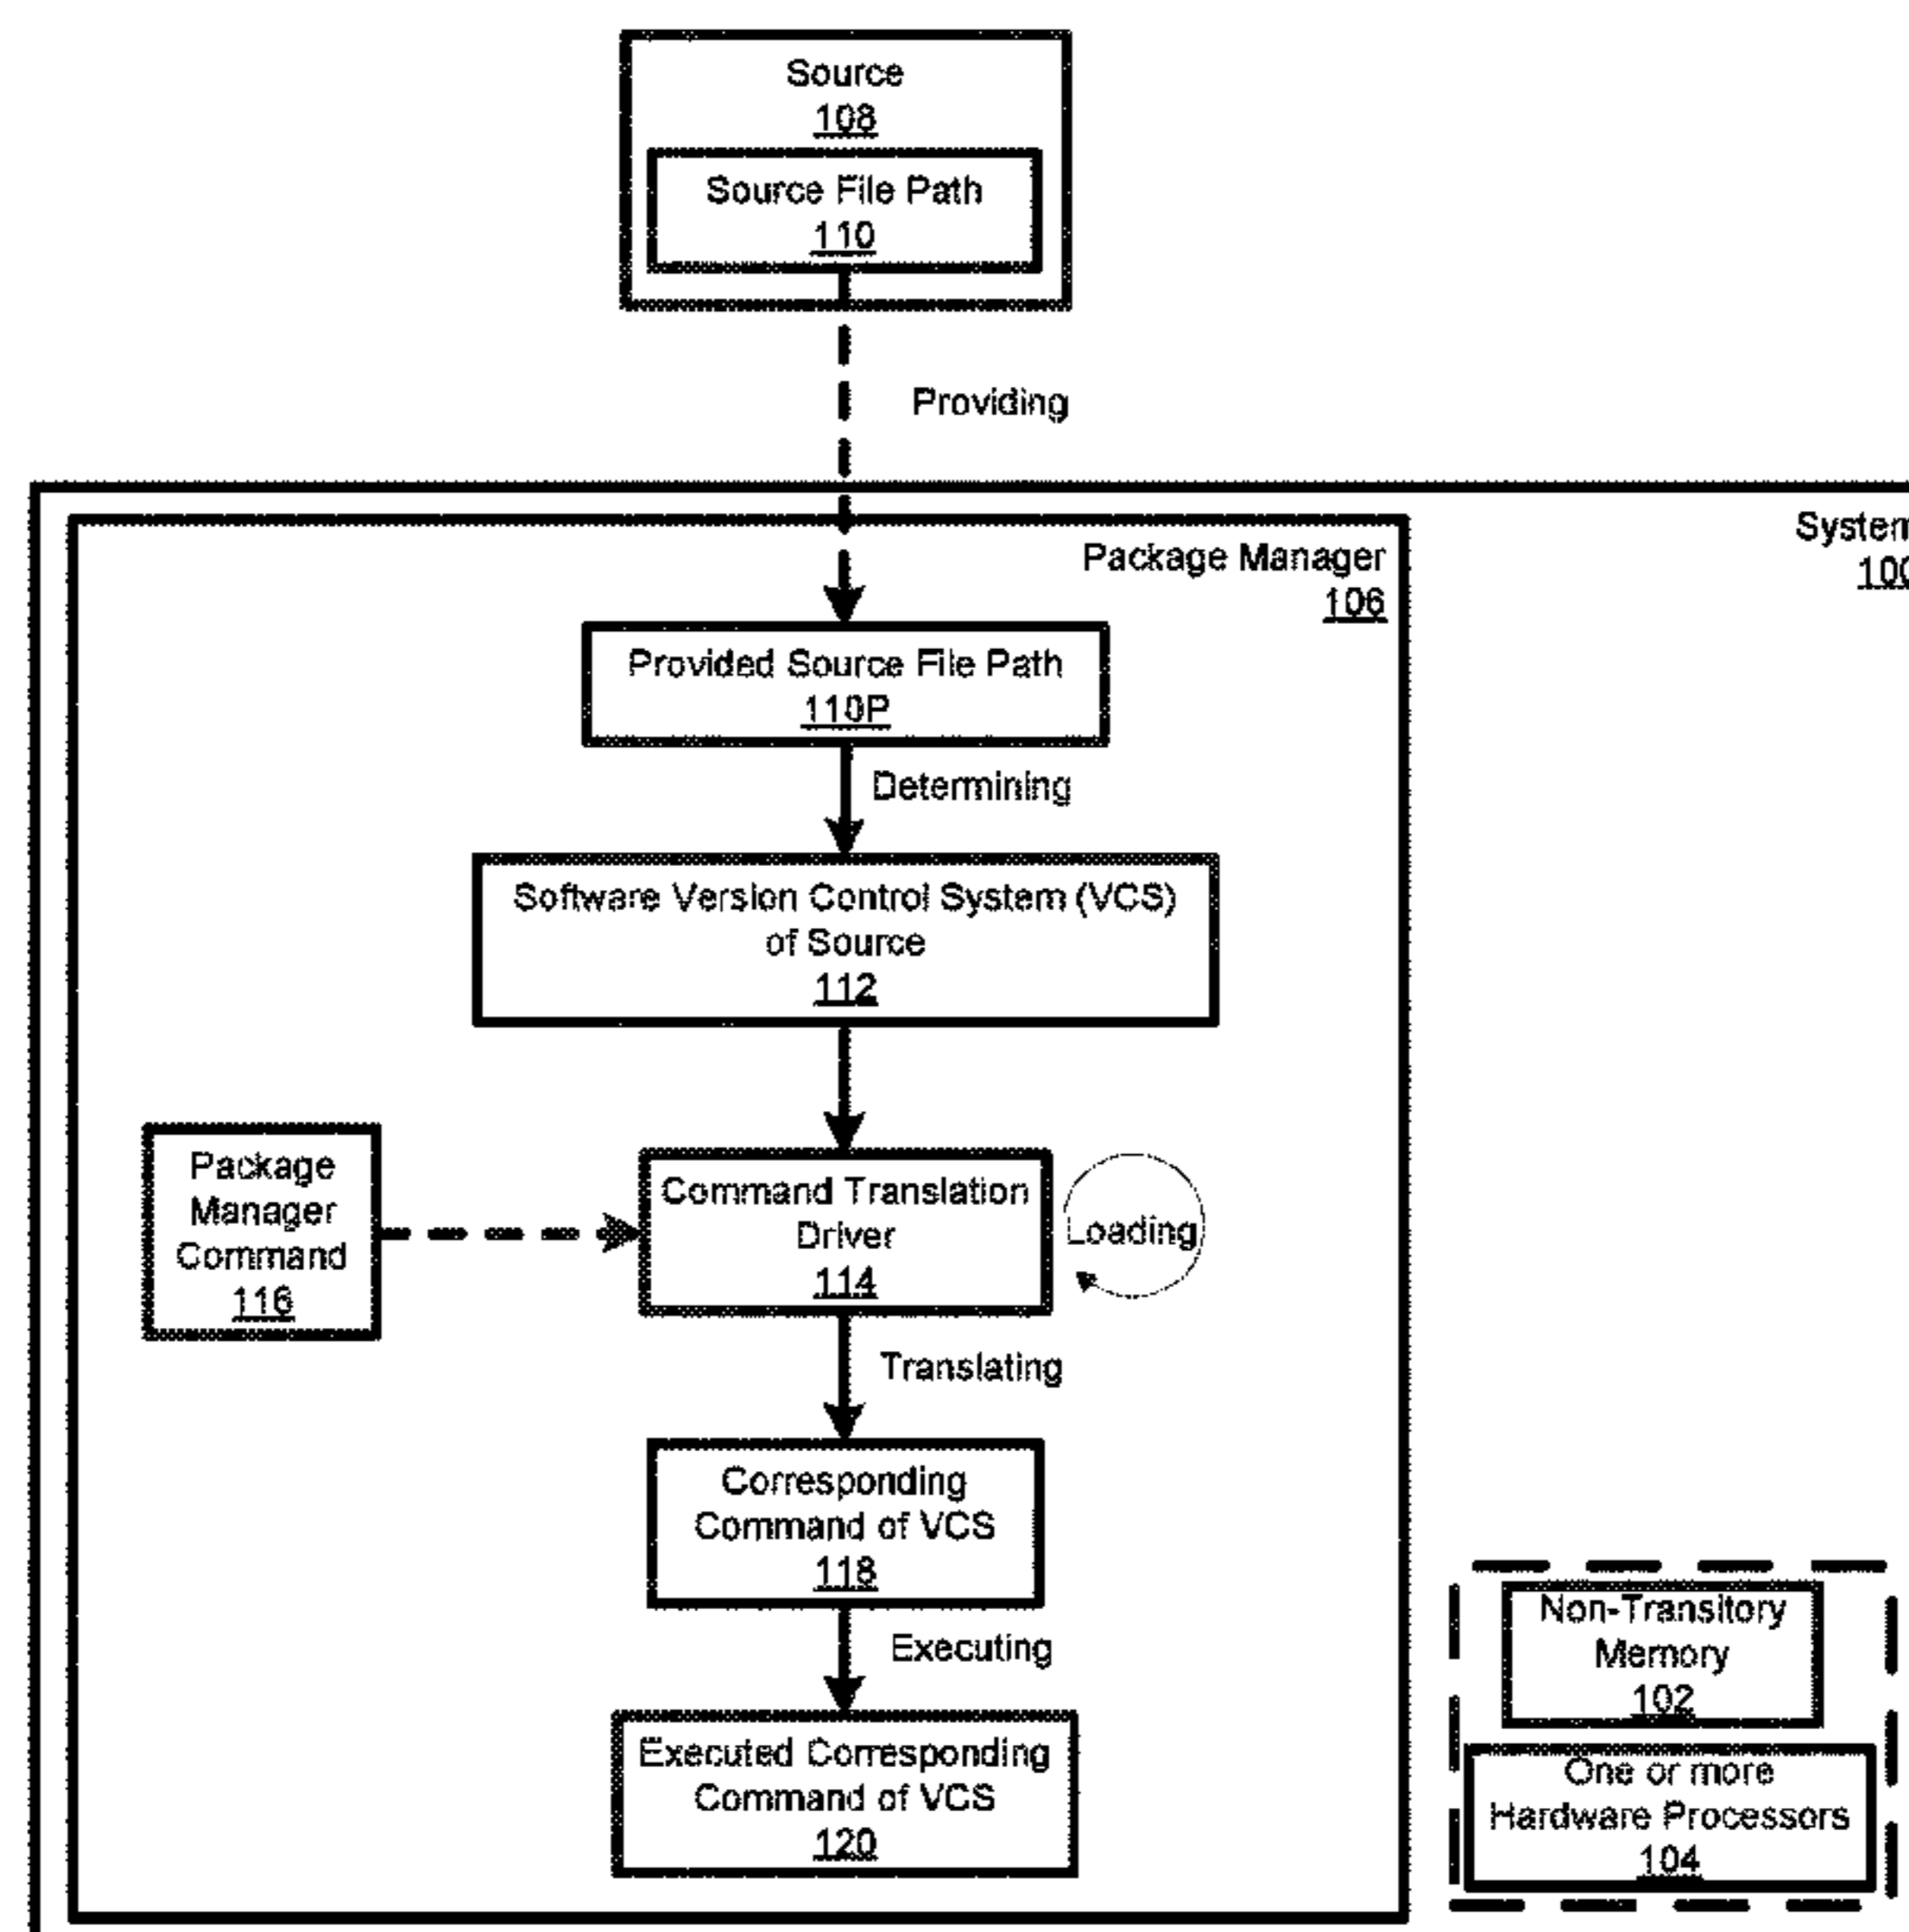 Source
108
Source File Path
110
Providing
System
100
Package Manager
106
Provided Source File Path
110P
Determining
Software Version Control System (VCS)
of Source
112
Package
Manager
Command
116
Command Translation
Driver
114
Loading
Translating
Corresponding
Command of VCS
118
Executing
Executed Corresponding
Command of VCS
120
Non-Transitory
Memory
102
One or more
Hardware Processors
104